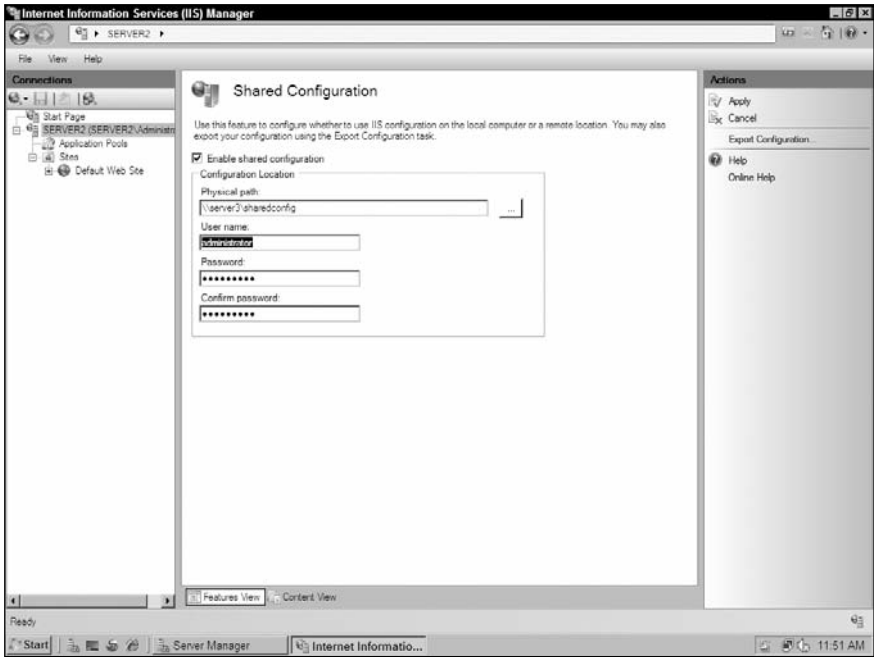 Internet Information Services (IIS) Manager
SERVER2
File View Help
Connections
Start Page
SERVER2 (SERVER2\Administr
Application Pools
Sites
Default Web Site
Shared Configuration
Use this feature to configure whether to use IIS configuration on the local computer or a remote location. You may also
export your configuration using the Export Configuration task.
Enable shared configuration
Configuration Location
Physical path:
\\server3\sharedconfig
...
User name:
administrator
Password:
•••••••••
Confirm password:
•••••••••
Actions
Apply
Cancel
Export Configuration...
Help
Online Help
Features View Content View
Ready
Start Server Manager Internet Informatio... 11:51 AM